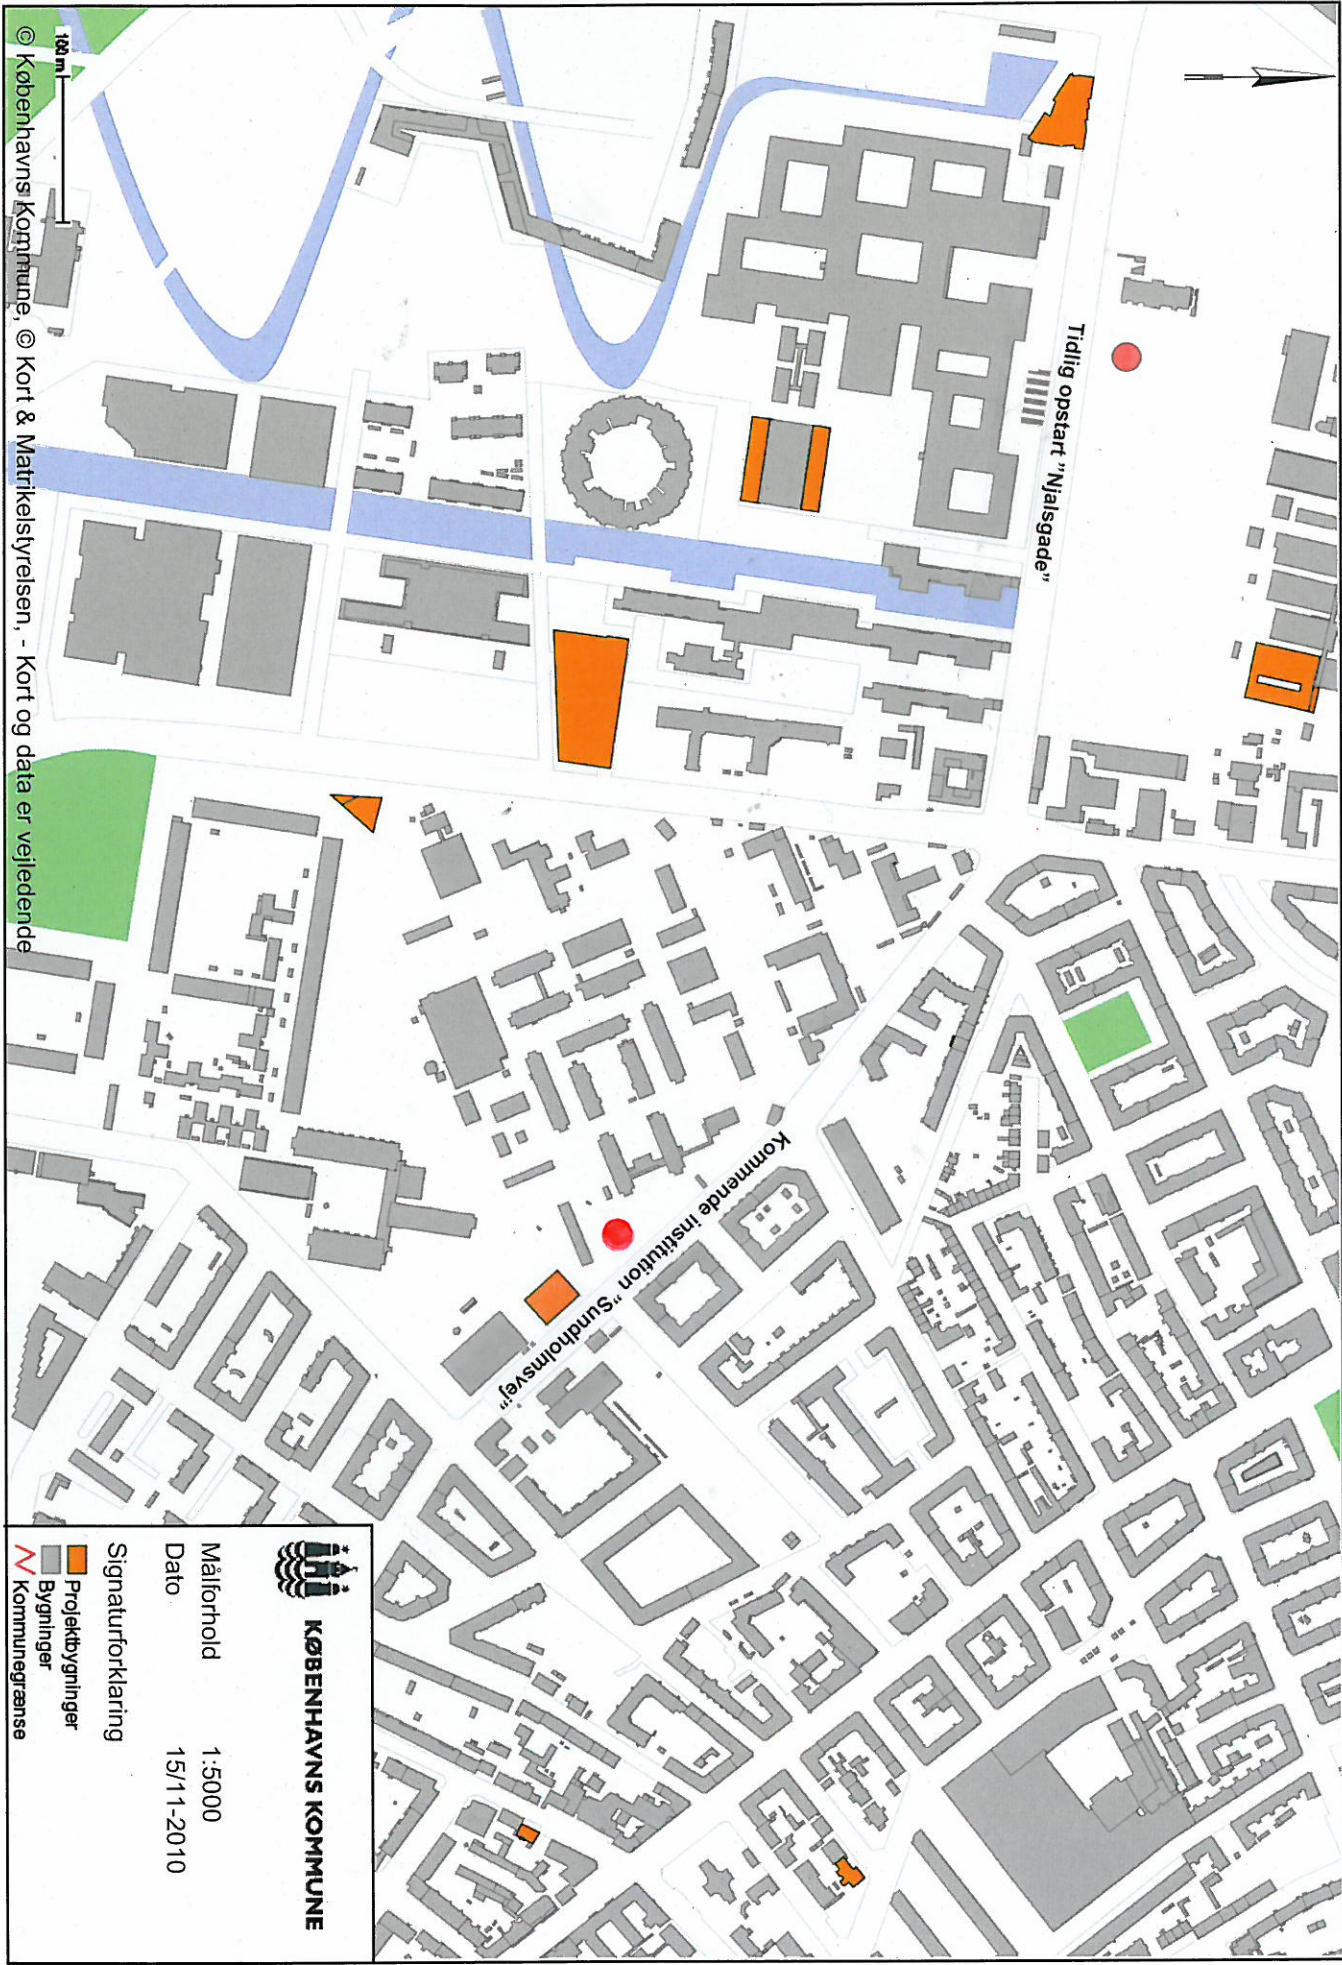 Tidlig opstart ”Njalsgade”
Kommende institution ”Sundholmsvej”
100 m
© Københavns Kommune, © Kort & Matrikelstyrelsen, - Kort og data er vejledende
KØBENHAVNS KOMMUNE
Målforhold 1:5000
Dato 15/11-2010
Signaturforklaring
Projektbygninger
Bygninger
Kommunegrænse